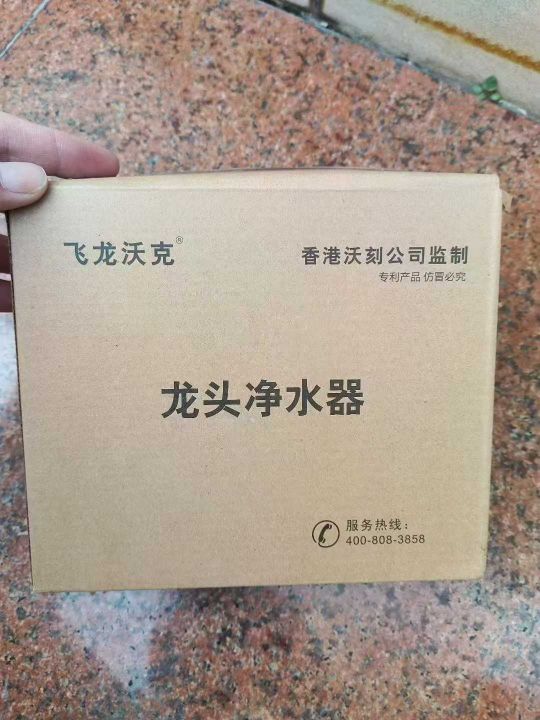 飞龙沃克®
香港沃刻公司监制
专利产品 仿冒必究
龙头净水器
服务热线：
400-808-3858